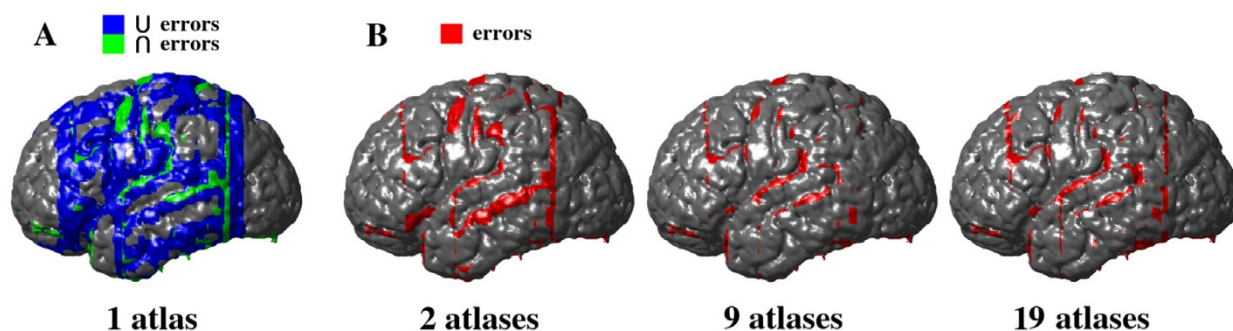 A
∪ errors
∩ errors
B
errors
1 atlas
2 atlases
9 atlases
19 atlases